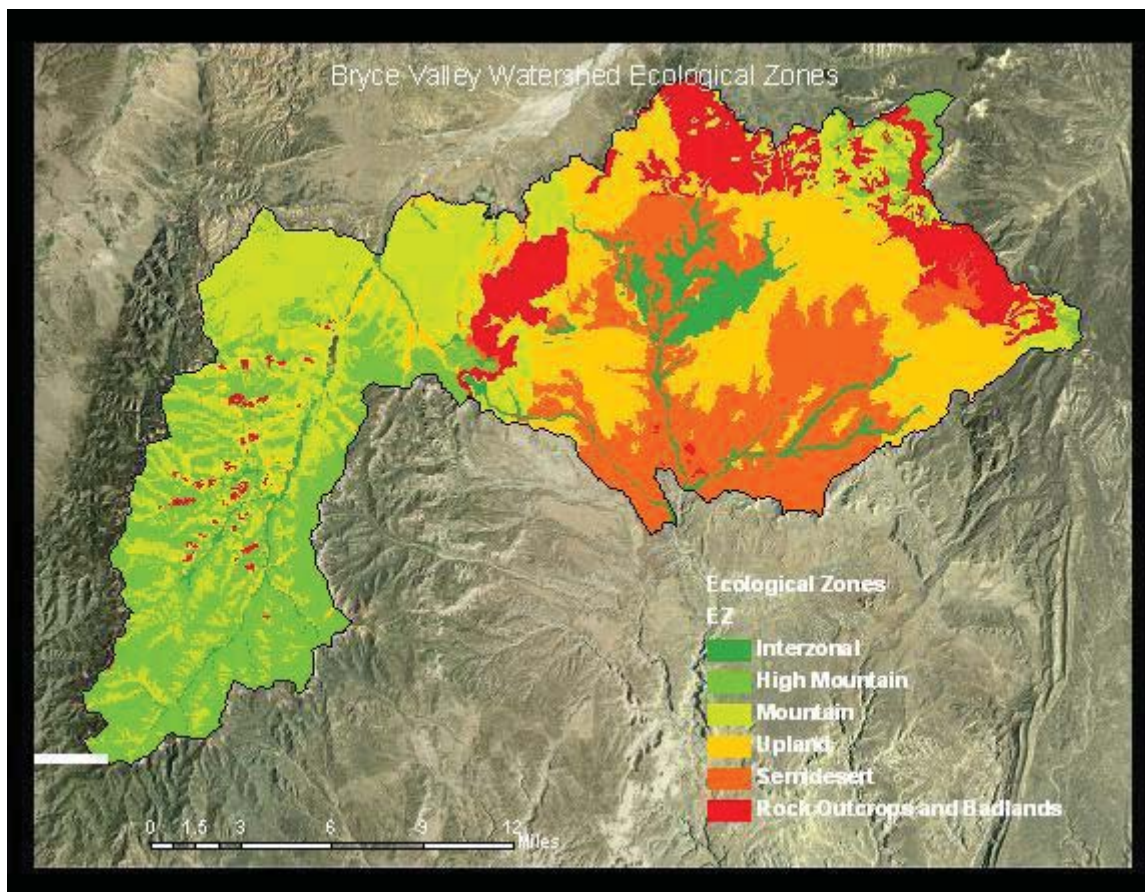 Bryce Valley Watershed Ecological Zones
Ecological Zones
EZ
Interzonal
High Mountain
Mountain
Upland
Semidesert
Rock Outcrops and Badlands
0 1.5 3 6 9 12
Miles